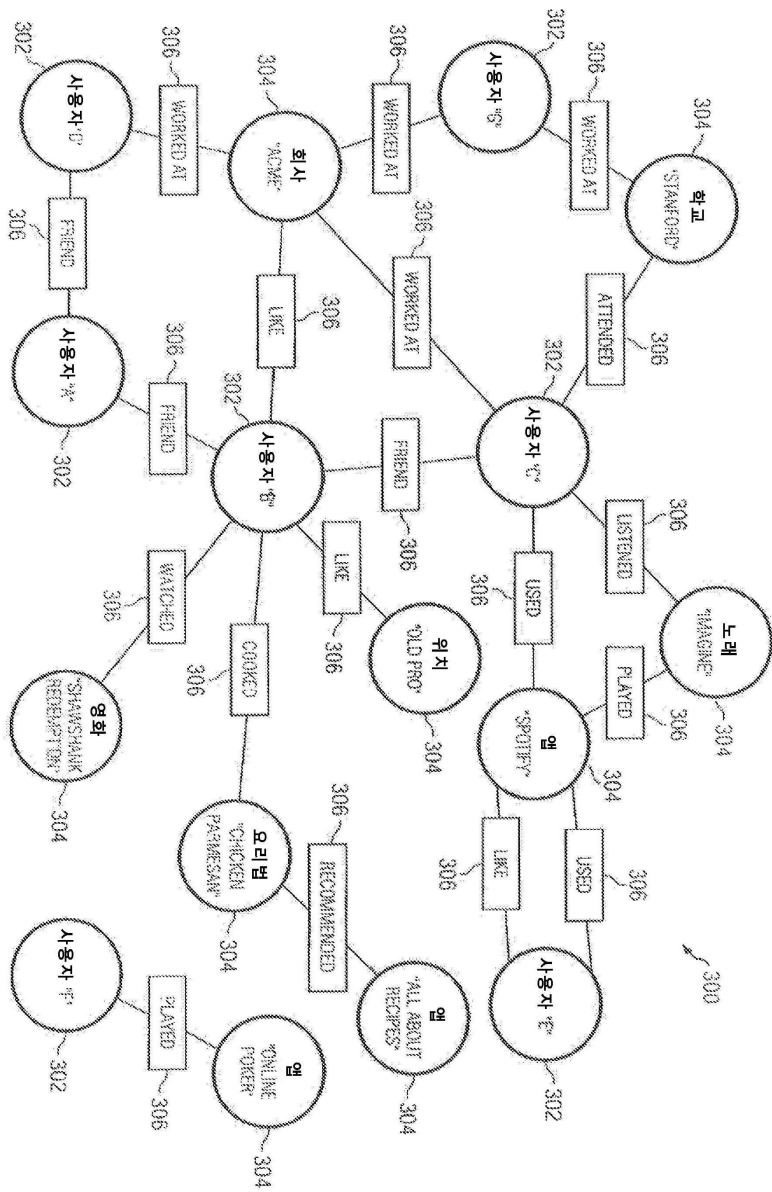 304
학교
"STANFORD"
306
WORKED AT
302
사용자 "G"
306
ATTENDED
306
WORKED AT
302
사용자 "C"
306
LISTENED
노래
"IMAGINE"
304
PLAYED
306
USED
306
앱
"SPOTIFY"
304
USED
306
LIKE
306
사용자 "E"
302
300
304
회사
"ACME"
306
WORKED AT
FRIEND
306
306
WORKED AT
LIKE
306
302
사용자 "B"
LIKE
306
위치
"OLD PRO"
304
COOKED
306
요리법
"CHICKEN
PARMESAN"
304
306
RECOMMENDED
앱
"ALL ABOUT
RECIPES"
304
302
사용자 "D"
FRIEND
306
사용자 "A"
302
306
FRIEND
WATCHED
306
영화
"SHAWSHANK
REDEMPTION"
304
사용자 "F"
302
PLAYED
306
앱
"ONLINE
POKER"
304